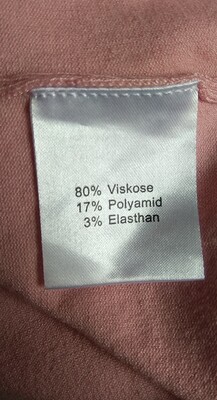 80% Viskose
17% Polyamid
3% Elasthan